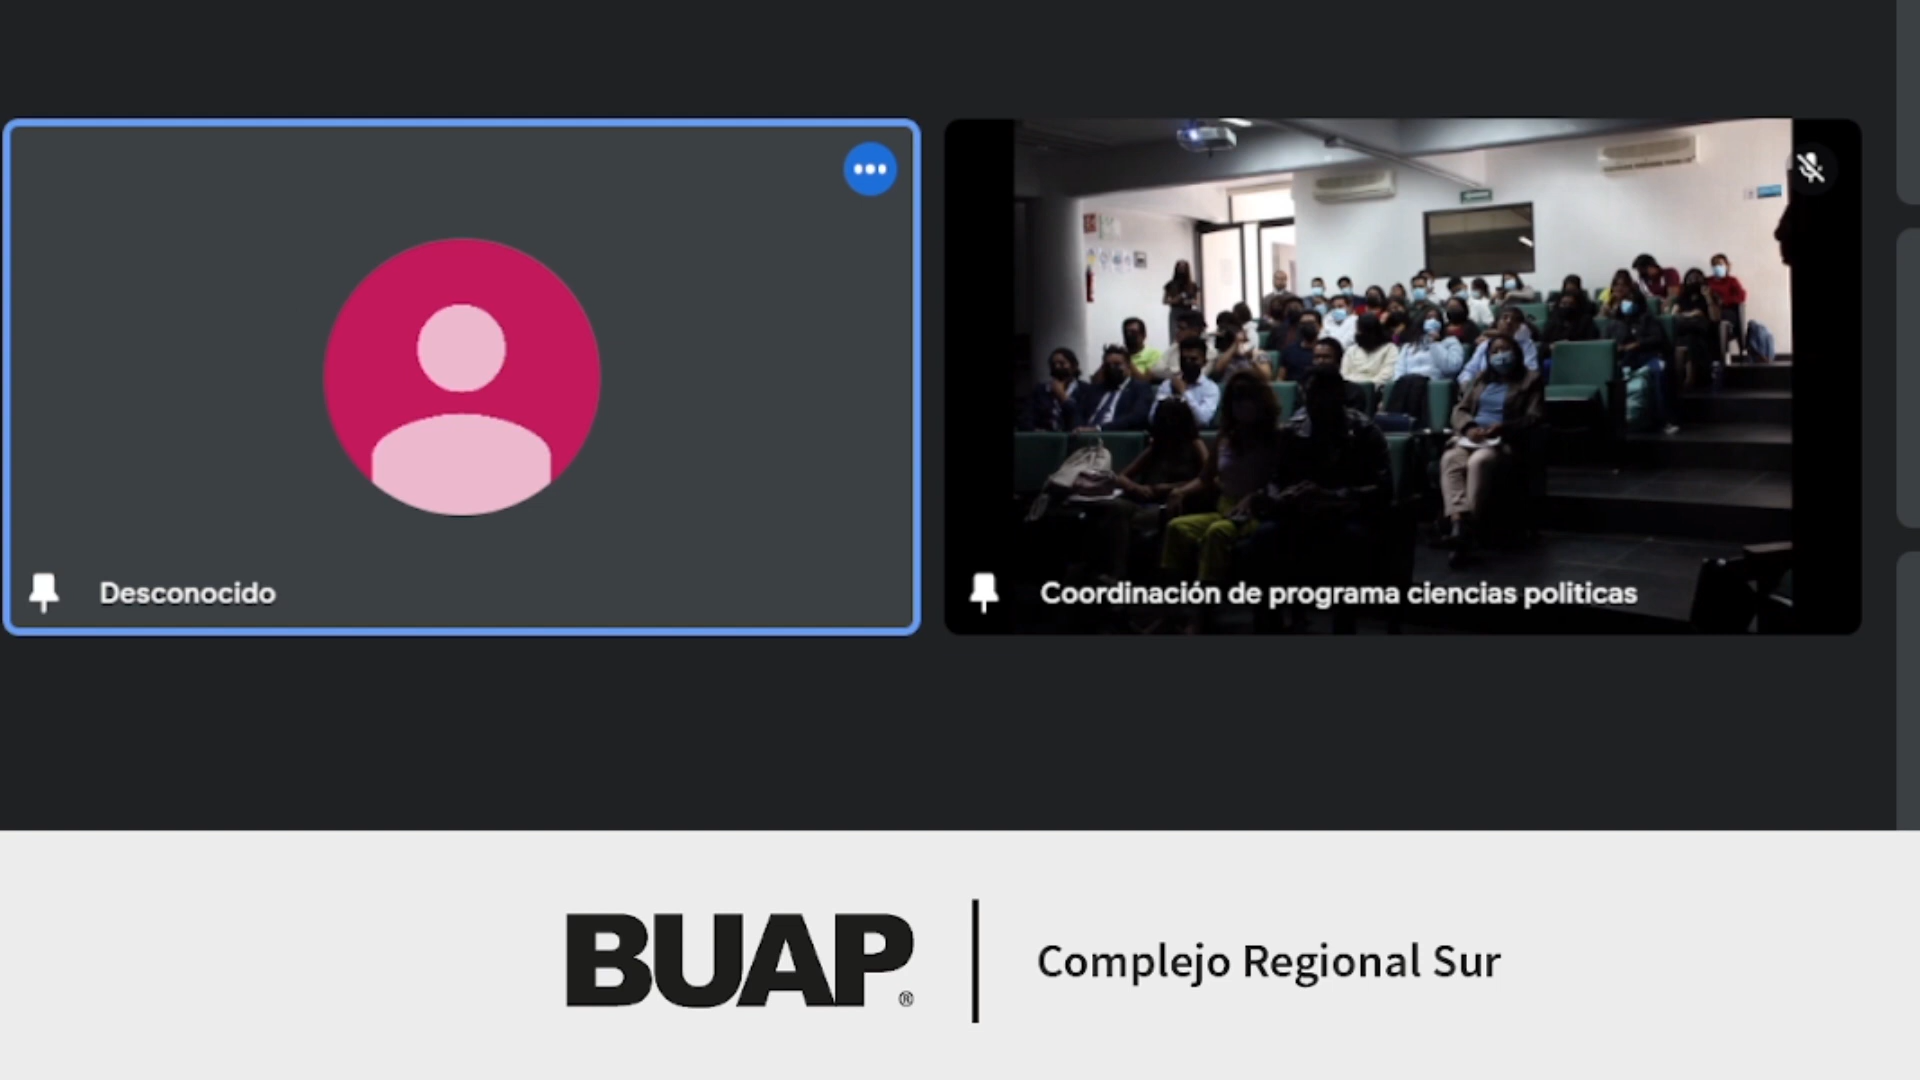 Desconocido
Coordinación de programa ciencias politicas
BUAP®
Complejo Regional Sur